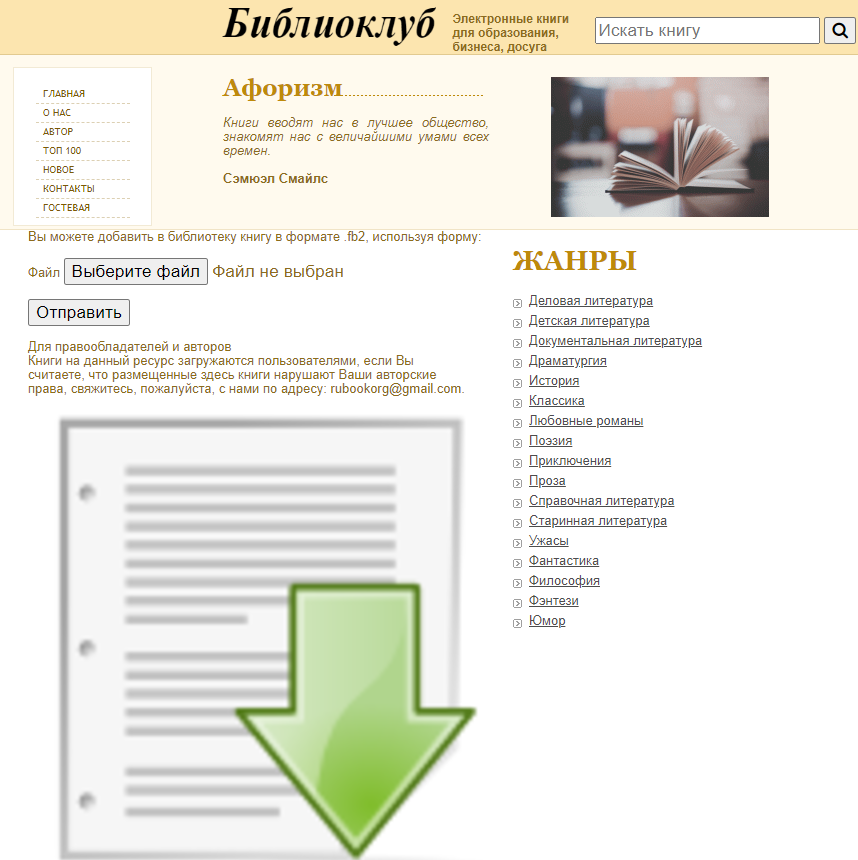 Библиоклуб
Электронные книги
для образования,
бизнеса, досуга
Искать книгу
ГЛАВНАЯ
О НАС
АВТОР
ТОП 100
НОВОЕ
КОНТАКТЫ
ГОСТЕВАЯ
Афоризм
Книги вводят нас в лучшее общество,
знакомят нас с величайшими умами всех
времен.
Семюэл Смайлс
Вы можете добавить в библиотеку книгу в формате .fb2, используя форму:
Файл Выберите файл Файл не выбран
Отправить
Для правообладателей и авторов
Книги на данный ресурс загружаются пользователями, если Вы
считаете, что размещенные здесь книги нарушают Ваши авторские
права, свяжитесь, пожалуйста, с нами по адресу: rubookorg@gmail.com.
ЖАНРЫ
Деловая литература
Детская литература
Документальная литература
Драматургия
История
Классика
Любовные романы
Поэзия
Приключения
Проза
Справочная литература
Старинная литература
Ужасы
Фантастика
Философия
Фэнтези
Юмор